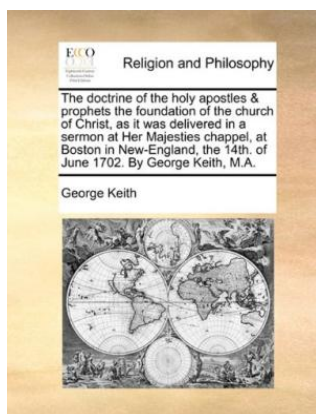 ECCO
Religion and Philosophy
The doctrine of the holy apostles &
prophets the foundation of the church
of Christ, as it was delivered in a
sermon at Her Majesties chappel, at
Boston in New-England, the 14th. of
June 1702. By George Keith, M.A.
George Keith